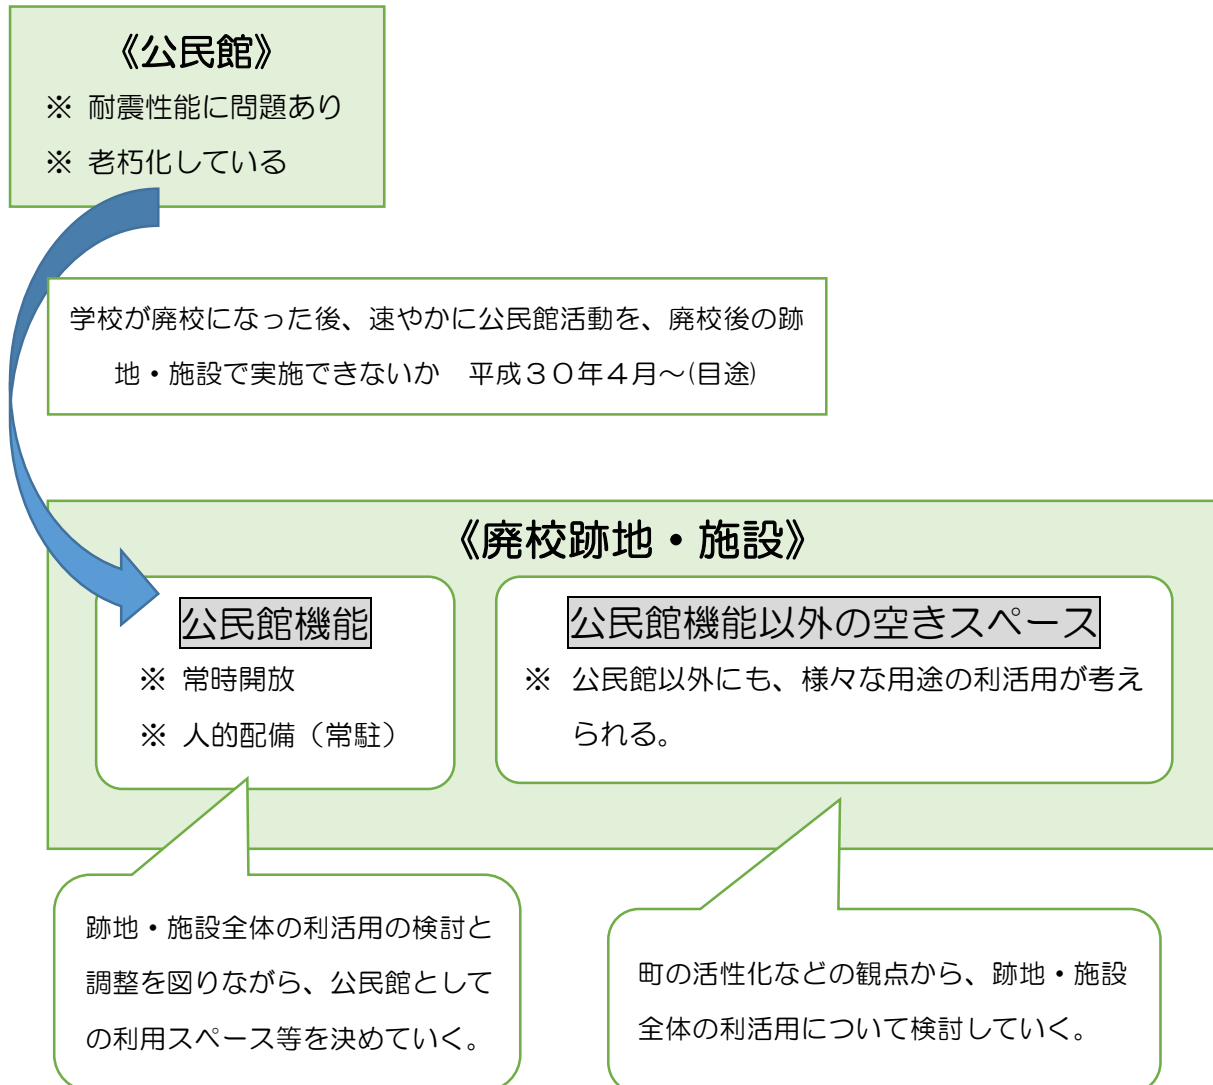 《公民館》
※ 耐震性能に問題あり
※ 老朽化している
学校が廃校になった後、速やかに公民館活動を、廃校後の跡
地・施設で実施できないか　平成３０年４月～(目途)
《廃校跡地・施設》
公民館機能
※ 常時開放
※ 人的配備（常駐）
公民館機能以外の空きスペース
※ 公民館以外にも、様々な用途の利活用が考え
られる。
跡地・施設全体の利活用の検討と
調整を図りながら、公民館として
の利用スペース等を決めていく。
町の活性化などの観点から、跡地・施設
全体の利活用について検討していく。